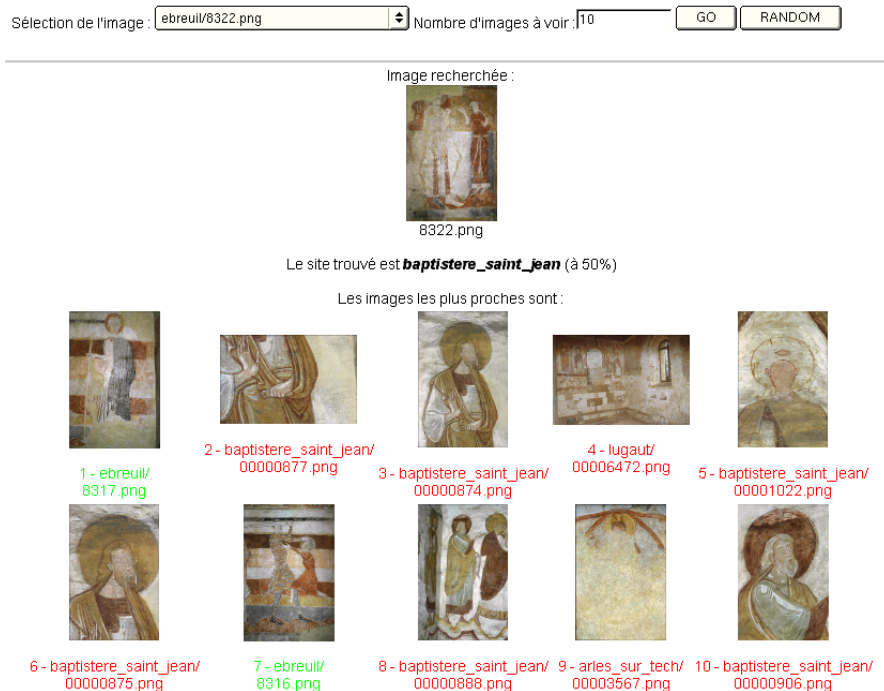 Sélection de l'image : ebreuil/8322.png Nombre d'images à voir : 10 GO RANDOM
Image recherchée :
8322.png
Le site trouvé est baptistere_saint_jean (à 50%)
Les images les plus proches sont :
1 - ebreuil/
8317.png
2 - baptistere_saint_jean/
00000877.png
3 - baptistere_saint_jean/
00000874.png
4 - lugaut/
00006472.png
5 - baptistere_saint_jean/
00001022.png
6 - baptistere_saint_jean/
00000875.png
7 - ebreuil/
8316.png
8 - baptistere_saint_jean/
00000888.png
9 - arles_sur_tech/
00003567.png
10 - baptistere_saint_jean/
00000906.png